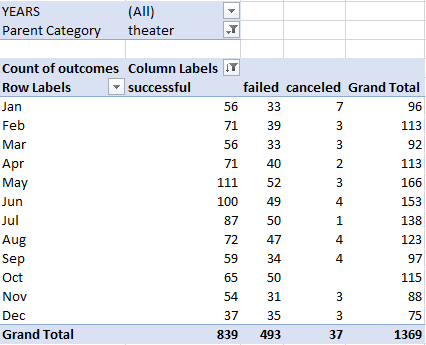 YEARS (All)
Parent Category theater
Count of outcomes Column Labels
Row Labels successful failed canceled Grand Total
Jan 56 33 7 96
Feb 71 39 3 113
Mar 56 33 3 92
Apr 71 40 2 113
May 111 52 3 166
Jun 100 49 4 153
Jul 87 50 1 138
Aug 72 47 4 123
Sep 59 34 4 97
Oct 65 50 115
Nov 54 31 3 88
Dec 37 35 3 75
Grand Total 839 493 37 1369